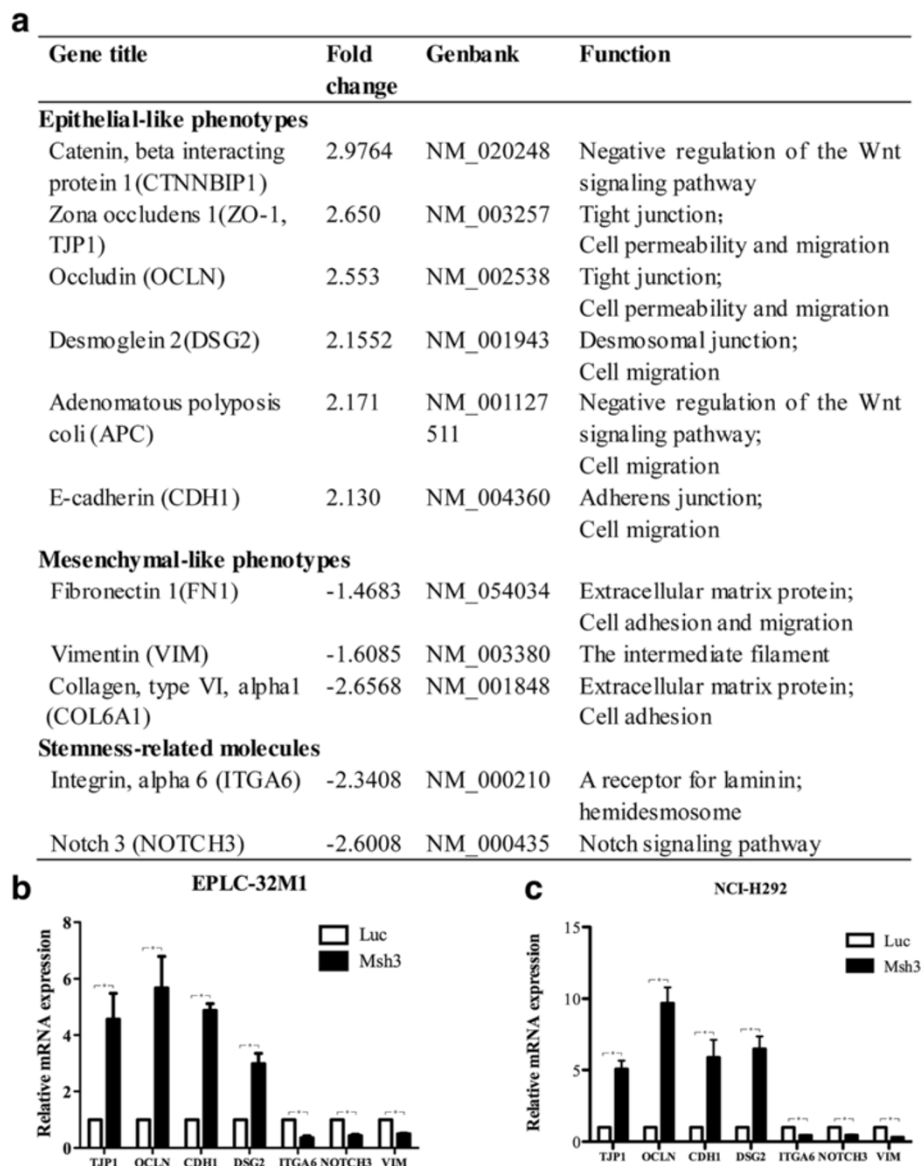 a
Gene title Fold change Genbank Function
Epithelial-like phenotypes
Catenin, beta interacting 2.9764 NM_020248 Negative regulation of the Wnt
protein 1(CTNNBIP1) signaling pathway
Zona occludens 1(ZO-1, 2.650 NM_003257 Tight junction;
TJP1) Cell permeability and migration
Occludin (OCLN) 2.553 NM_002538 Tight junction;
Cell permeability and migration
Desmoglein 2(DSG2) 2.1552 NM_001943 Desmosomal junction;
Cell migration
Adenomatous polyposis 2.171 NM_001127 Negative regulation of the Wnt
coli (APC) 511 signaling pathway;
Cell migration
E-cadherin (CDH1) 2.130 NM_004360 Adherens junction;
Cell migration
Mesenchymal-like phenotypes
Fibronectin 1(FN1) -1.4683 NM_054034 Extracellular matrix protein;
Cell adhesion and migration
Vimentin (VIM) -1.6085 NM_003380 The intermediate filament
Collagen, type VI, alpha1 -2.6568 NM_001848 Extracellular matrix protein;
(COL6A1) Cell adhesion
Stemness-related molecules
Integrin, alpha 6 (ITGA6) -2.3408 NM_000210 A receptor for laminin;
hemidesmosome
Notch 3 (NOTCH3) -2.6008 NM_000435 Notch signaling pathway
b
EPLC-32M1
Relative mRNA expression
8
6
4
2
0
Luc
Msh3
TJP1 OCLN CDH1 DSG2 ITGA6 NOTCH3 VIM
c
NCI-H292
Relative mRNA expression
15
10
5
0
Luc
Msh3
TJP1 OCLN CDH1 DSG2 ITGA6 NOTCH3 VIM